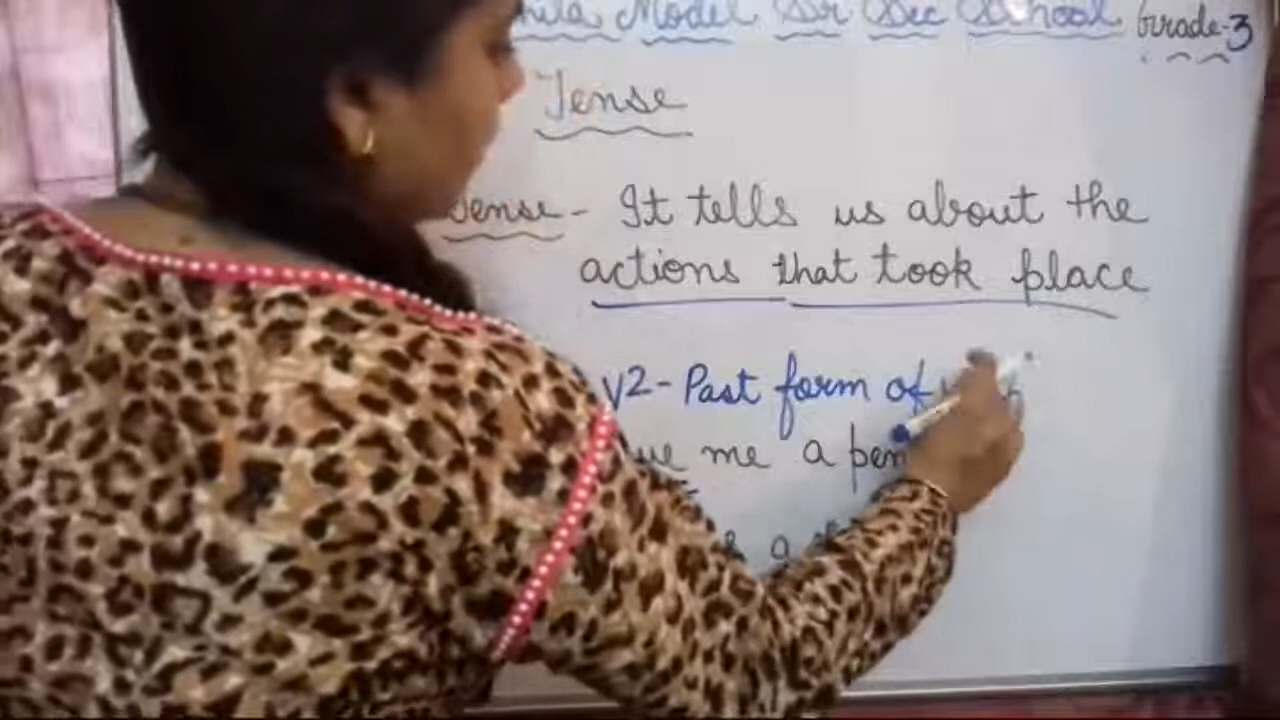 Model Sr Sec School Grade-3
Tense
Tense - It tells us about the
actions that took place
V2 - Past form of
me a pen
a